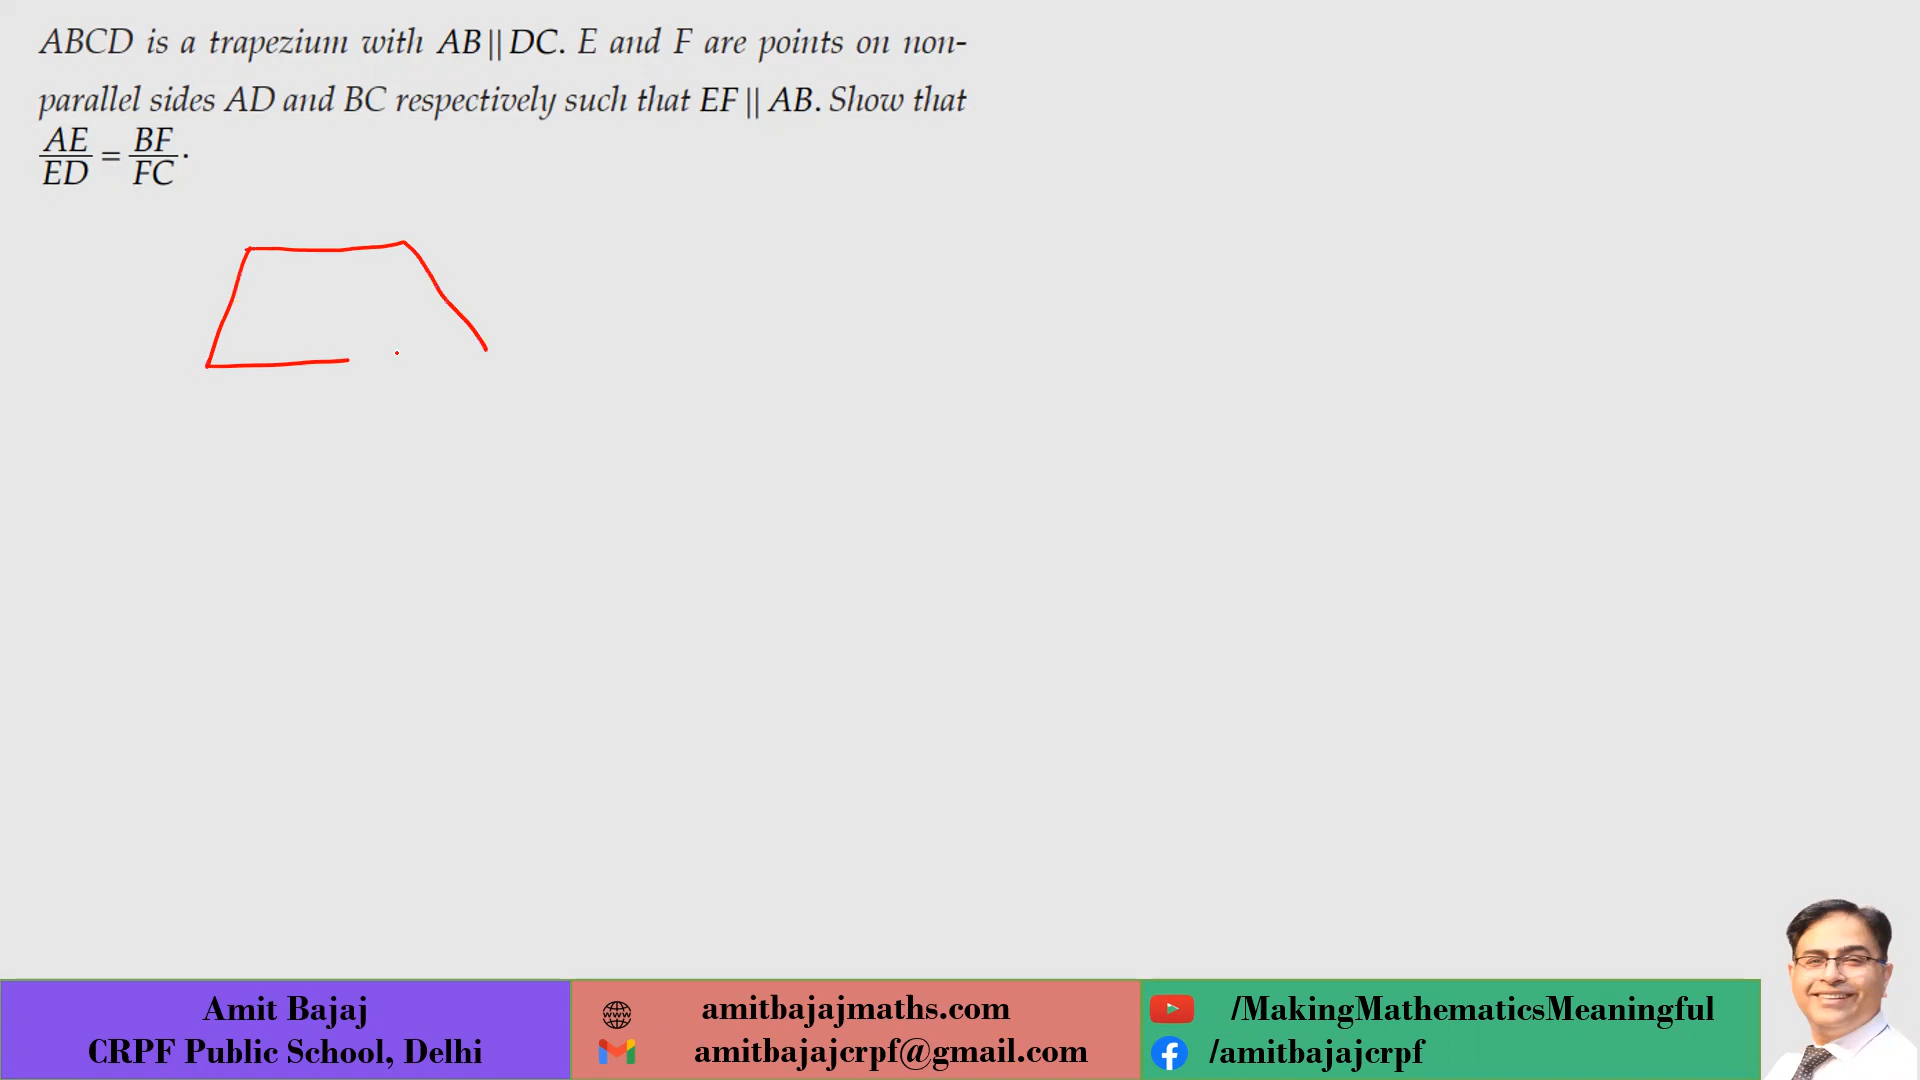 ABCD is a trapezium with AB || DC. E and F are points on non-
parallel sides AD and BC respectively such that EF || AB. Show that
AE/ED = BF/FC.
Amit Bajaj
CRPF Public School, Delhi
www
amitbajajmaths.com
amitbajajcrpf@gmail.com
/MakingMathematicsMeaningful
/amitbajajcrpf